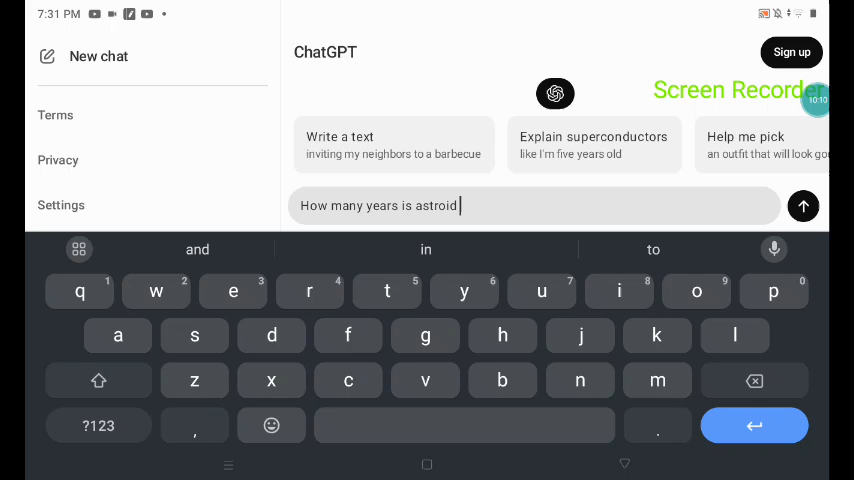 7:31 PM
New chat
Terms
Privacy
Settings
ChatGPT
Sign up
Screen Recorder
10:10
Write a text
inviting my neighbors to a barbecue
Explain superconductors
like I'm five years old
Help me pick
an outfit that will look go
How many years is astroid
and in to
q 1 w 2 e 3 r 4 t 5 y 6 u 7 i 8 o 9 p 0
a s d f g h j k l
z x c v b n m
?123 , .